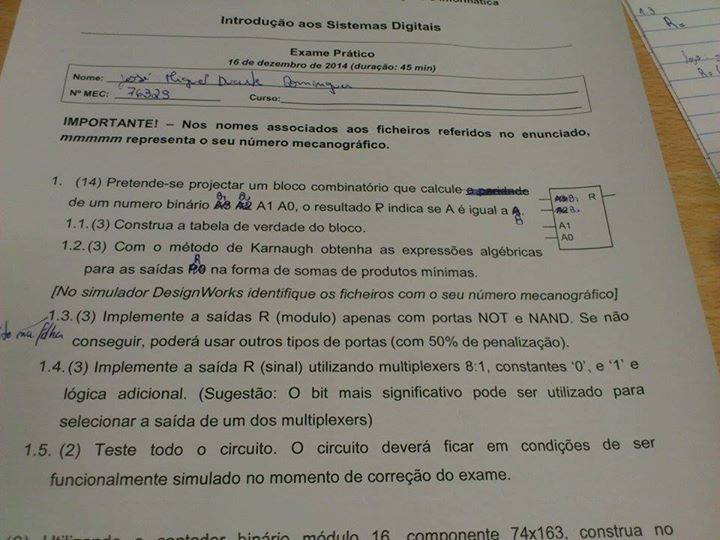 Informática
Introdução aos Sistemas Digitais
Exame Prático
16 de dezembro de 2014 (duração: 45 min)
Nome: José Miguel Duarte Domingues
Nº MEC: 76329 Curso:
IMPORTANTE! – Nos nomes associados aos ficheiros referidos no enunciado,
mmmmm representa o seu número mecanográfico.
1. (14) Pretende-se projectar um bloco combinatório que calcule a paridade
de um numero binário A3 B1 A2 B0 A1 A0, o resultado P indica se A é igual a B.
B1 R
B0
A1
A0
1.1.(3) Construa a tabela de verdade do bloco.
1.2.(3) Com o método de Karnaugh obtenha as expressões algébricas
para as saídas R na forma de somas de produtos mínimas.
[No simulador DesignWorks identifique os ficheiros com o seu número mecanográfico]
1.3.(3) Implemente a saídas R (modulo) apenas com portas NOT e NAND. Se não
na folha
conseguir, poderá usar outros tipos de portas (com 50% de penalização).
1.4.(3) Implemente a saída R (sinal) utilizando multiplexers 8:1, constantes ‘0’, e ‘1’ e
lógica adicional. (Sugestão: O bit mais significativo pode ser utilizado para
selecionar a saída de um dos multiplexers)
1.5. (2) Teste todo o circuito. O circuito deverá ficar em condições de ser
funcionalmente simulado no momento de correção do exame.
Utilizando o contador binário módulo 16, componente 74x163, construa no
1.3
R=